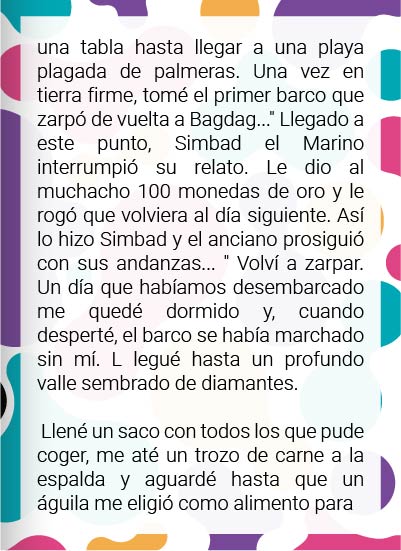 una tabla hasta llegar a una playa
plagada de palmeras. Una vez en
tierra firme, tomé el primer barco que
zarpó de vuelta a Bagdag..." Llegado a
este punto, Simbad el Marino
interrumpió su relato. Le dio al
muchacho 100 monedas de oro y le
rogó que volviera al día siguiente. Así
lo hizo Simbad y el anciano prosiguió
con sus andanzas... " Volví a zarpar.
Un día que habíamos desembarcado
me quedé dormido y, cuando
desperté, el barco se había marchado
sin mí. L legué hasta un profundo
valle sembrado de diamantes.
Llené un saco con todos los que pude
coger, me até un trozo de carne a la
espalda y aguardé hasta que un
águila me eligió como alimento para